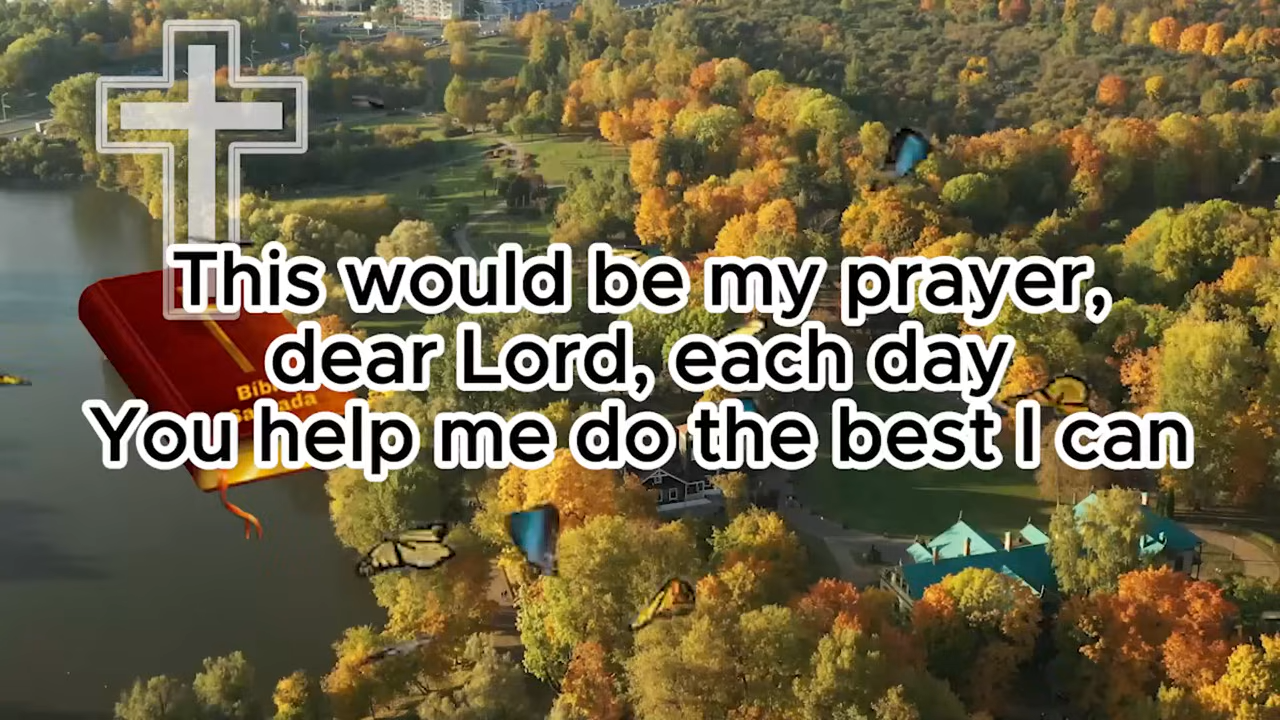 This would be my prayer,
dear Lord, each day
You help me do the best I can